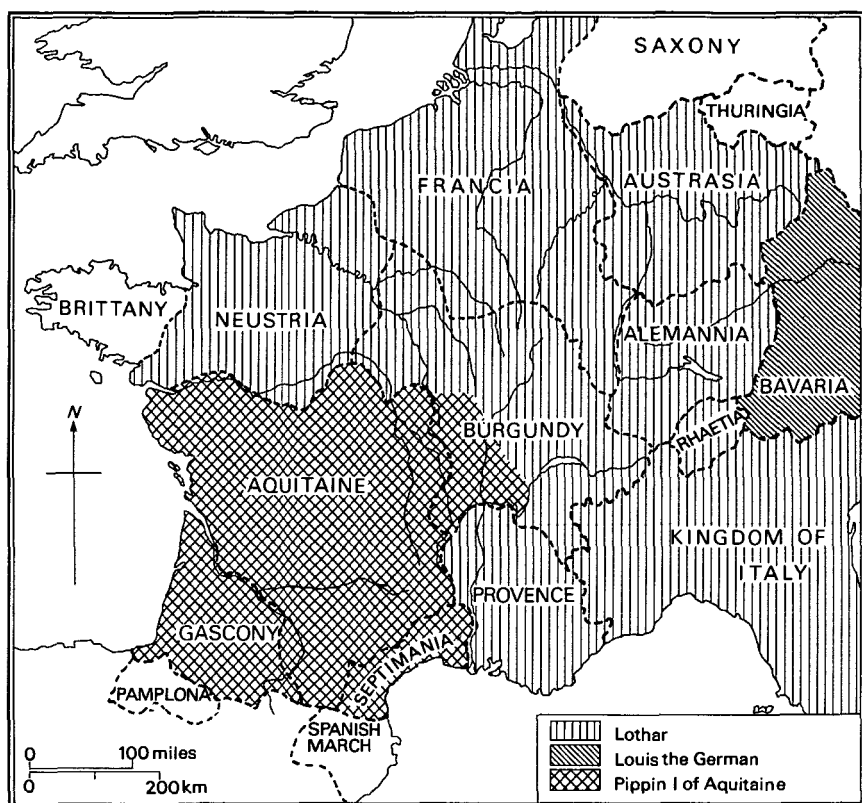 SAXONY
THURINGIA
FRANCIA
AUSTRASIA
BRITTANY
NEUSTRIA
ALEMANNIA
BAVARIA
BURGUNDY
RHAETIA
N
AQUITAINE
KINGDOM OF
ITALY
PROVENCE
GASCONY
SEPTIMANIA
PAMPLONA
SPANISH
MARCH
0 100 miles
0 200 km
Lothar
Louis the German
Pippin I of Aquitaine